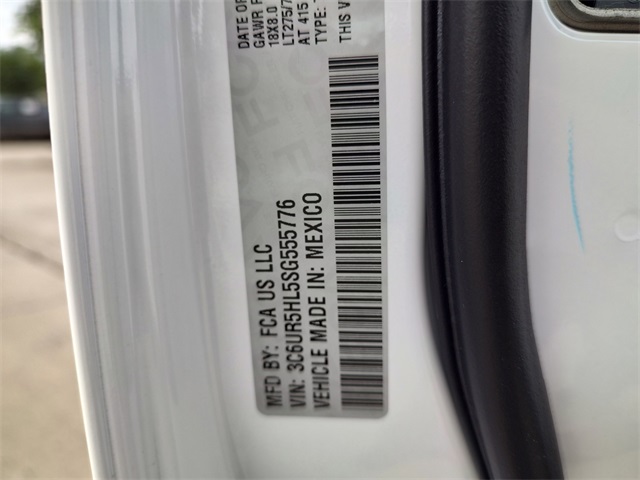 MFD BY: FCA US LLC
DATE OF
GAWR
18X8.0
LT275/7
AT 415
TYPE:
VIN: 3C6UR5HL5SG555776
THIS V
VEHICLE MADE IN: MEXICO